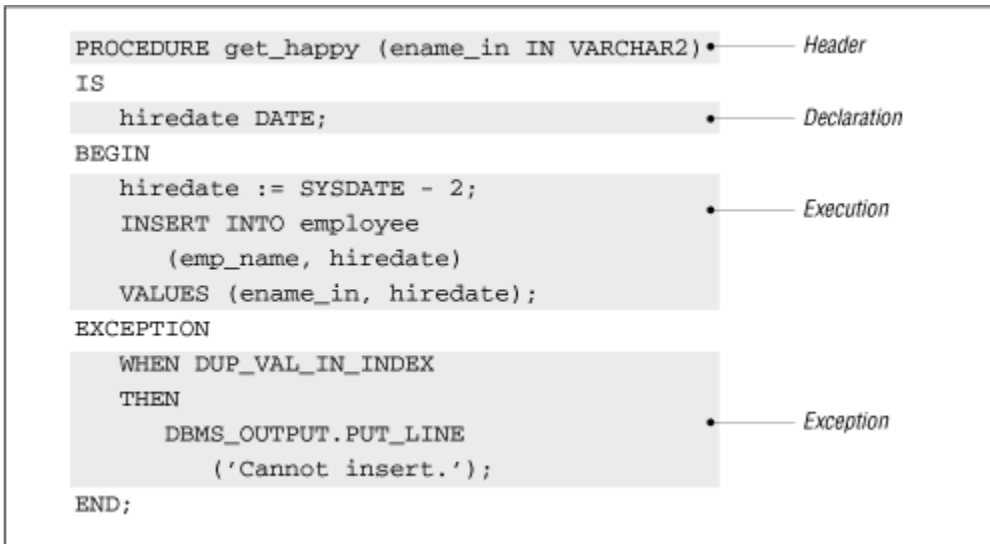 PROCEDURE get_happy (ename_in IN VARCHAR2) Header
IS
hiredate DATE; Declaration
BEGIN
hiredate := SYSDATE - 2;
INSERT INTO employee Execution
(emp_name, hiredate)
VALUES (ename_in, hiredate);
EXCEPTION
WHEN DUP_VAL_IN_INDEX
THEN
DBMS_OUTPUT.PUT_LINE Exception
('Cannot insert.');
END;